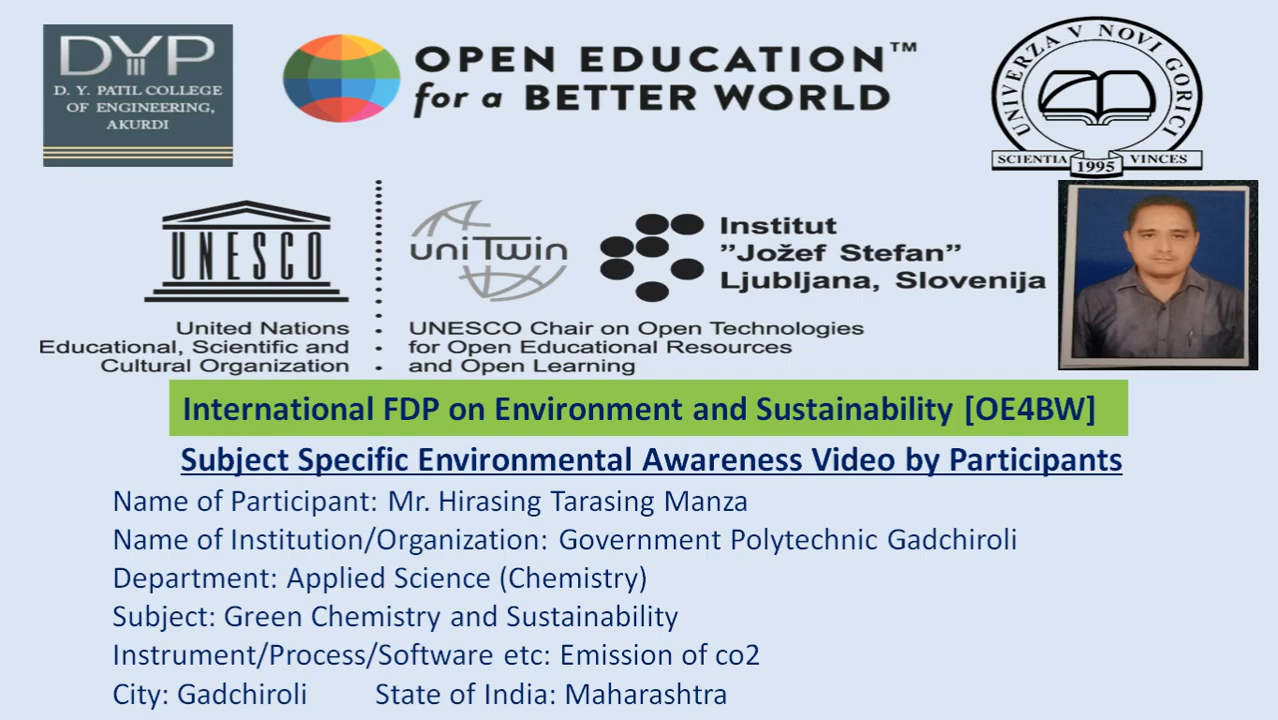 DYP
D. Y. PATIL COLLEGE
OF ENGINEERING,
AKURDI
OPEN EDUCATION™
for a BETTER WORLD
UNIVERZA V NOVI GORICI
SCIENTIA 1995 VINCES
UNESCO
United Nations
Educational, Scientific and
Cultural Organization
uniTwin
Institut
"Jožef Stefan"
Ljubljana, Slovenija
UNESCO Chair on Open Technologies
for Open Educational Resources
and Open Learning
International FDP on Environment and Sustainability [OE4BW]
Subject Specific Environmental Awareness Video by Participants
Name of Participant: Mr. Hirasing Tarasing Manza
Name of Institution/Organization: Government Polytechnic Gadchiroli
Department: Applied Science (Chemistry)
Subject: Green Chemistry and Sustainability
Instrument/Process/Software etc: Emission of co2
City: Gadchiroli State of India: Maharashtra